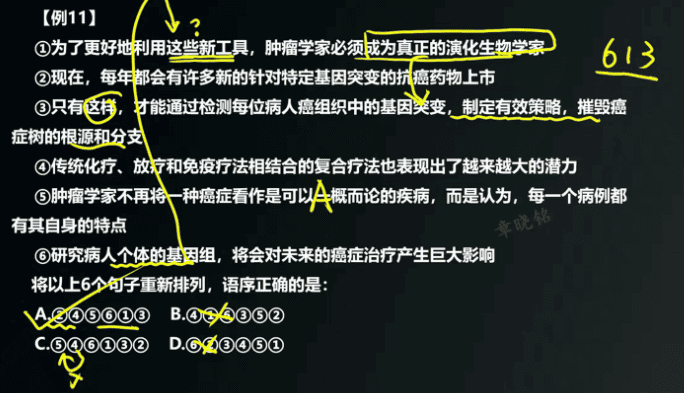 【例11】
?
①为了更好地利用这些新工具，肿瘤学家必须成为真正的演化生物学家
613
②现在，每年都会有许多新的针对特定基因突变的抗癌药物上市
③只有这样，才能通过检测每位病人癌组织中的基因突变，制定有效策略，摧毁癌
症树的根源和分支
④传统化疗、放疗和免疫疗法相结合的复合疗法也表现出了越来越大的潜力
⑤肿瘤学家不再将一种癌症看作是可以一概而论的疾病，而是认为，每一个病例都
A
有其自身的特点
章晓铭
⑥研究病人个体的基因组，将会对未来的癌症治疗产生巨大影响
将以上6个句子重新排列，语序正确的是：
A.②④⑤⑥①③ B.④①⑥③⑤②
C.⑤④⑥①③② D.⑥②③④⑤①